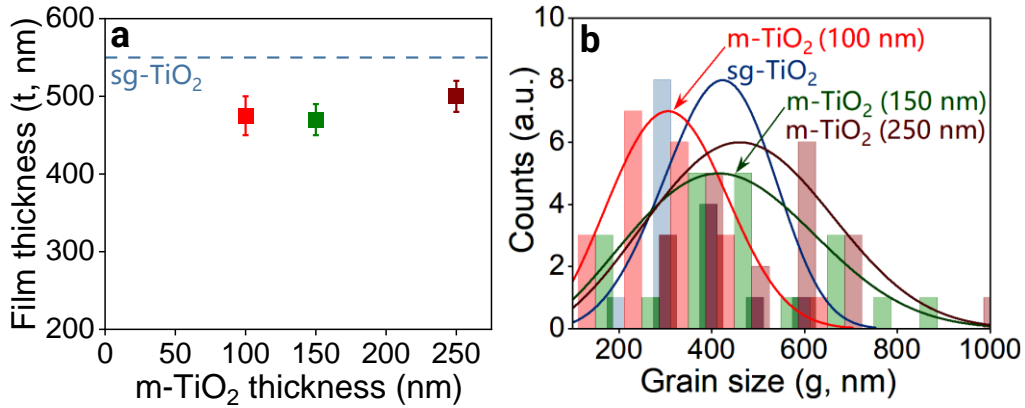 a
600
500
400
300
200
Film thickness (t, nm)
sg-TiO₂
0
50
100
150
200
250
m-TiO₂ thickness (nm)
b
10
8
6
4
2
0
Counts (a.u.)
m-TiO₂ (100 nm)
sg-TiO₂
m-TiO₂ (150 nm)
m-TiO₂ (250 nm)
200
400
600
800
1000
Grain size (g, nm)